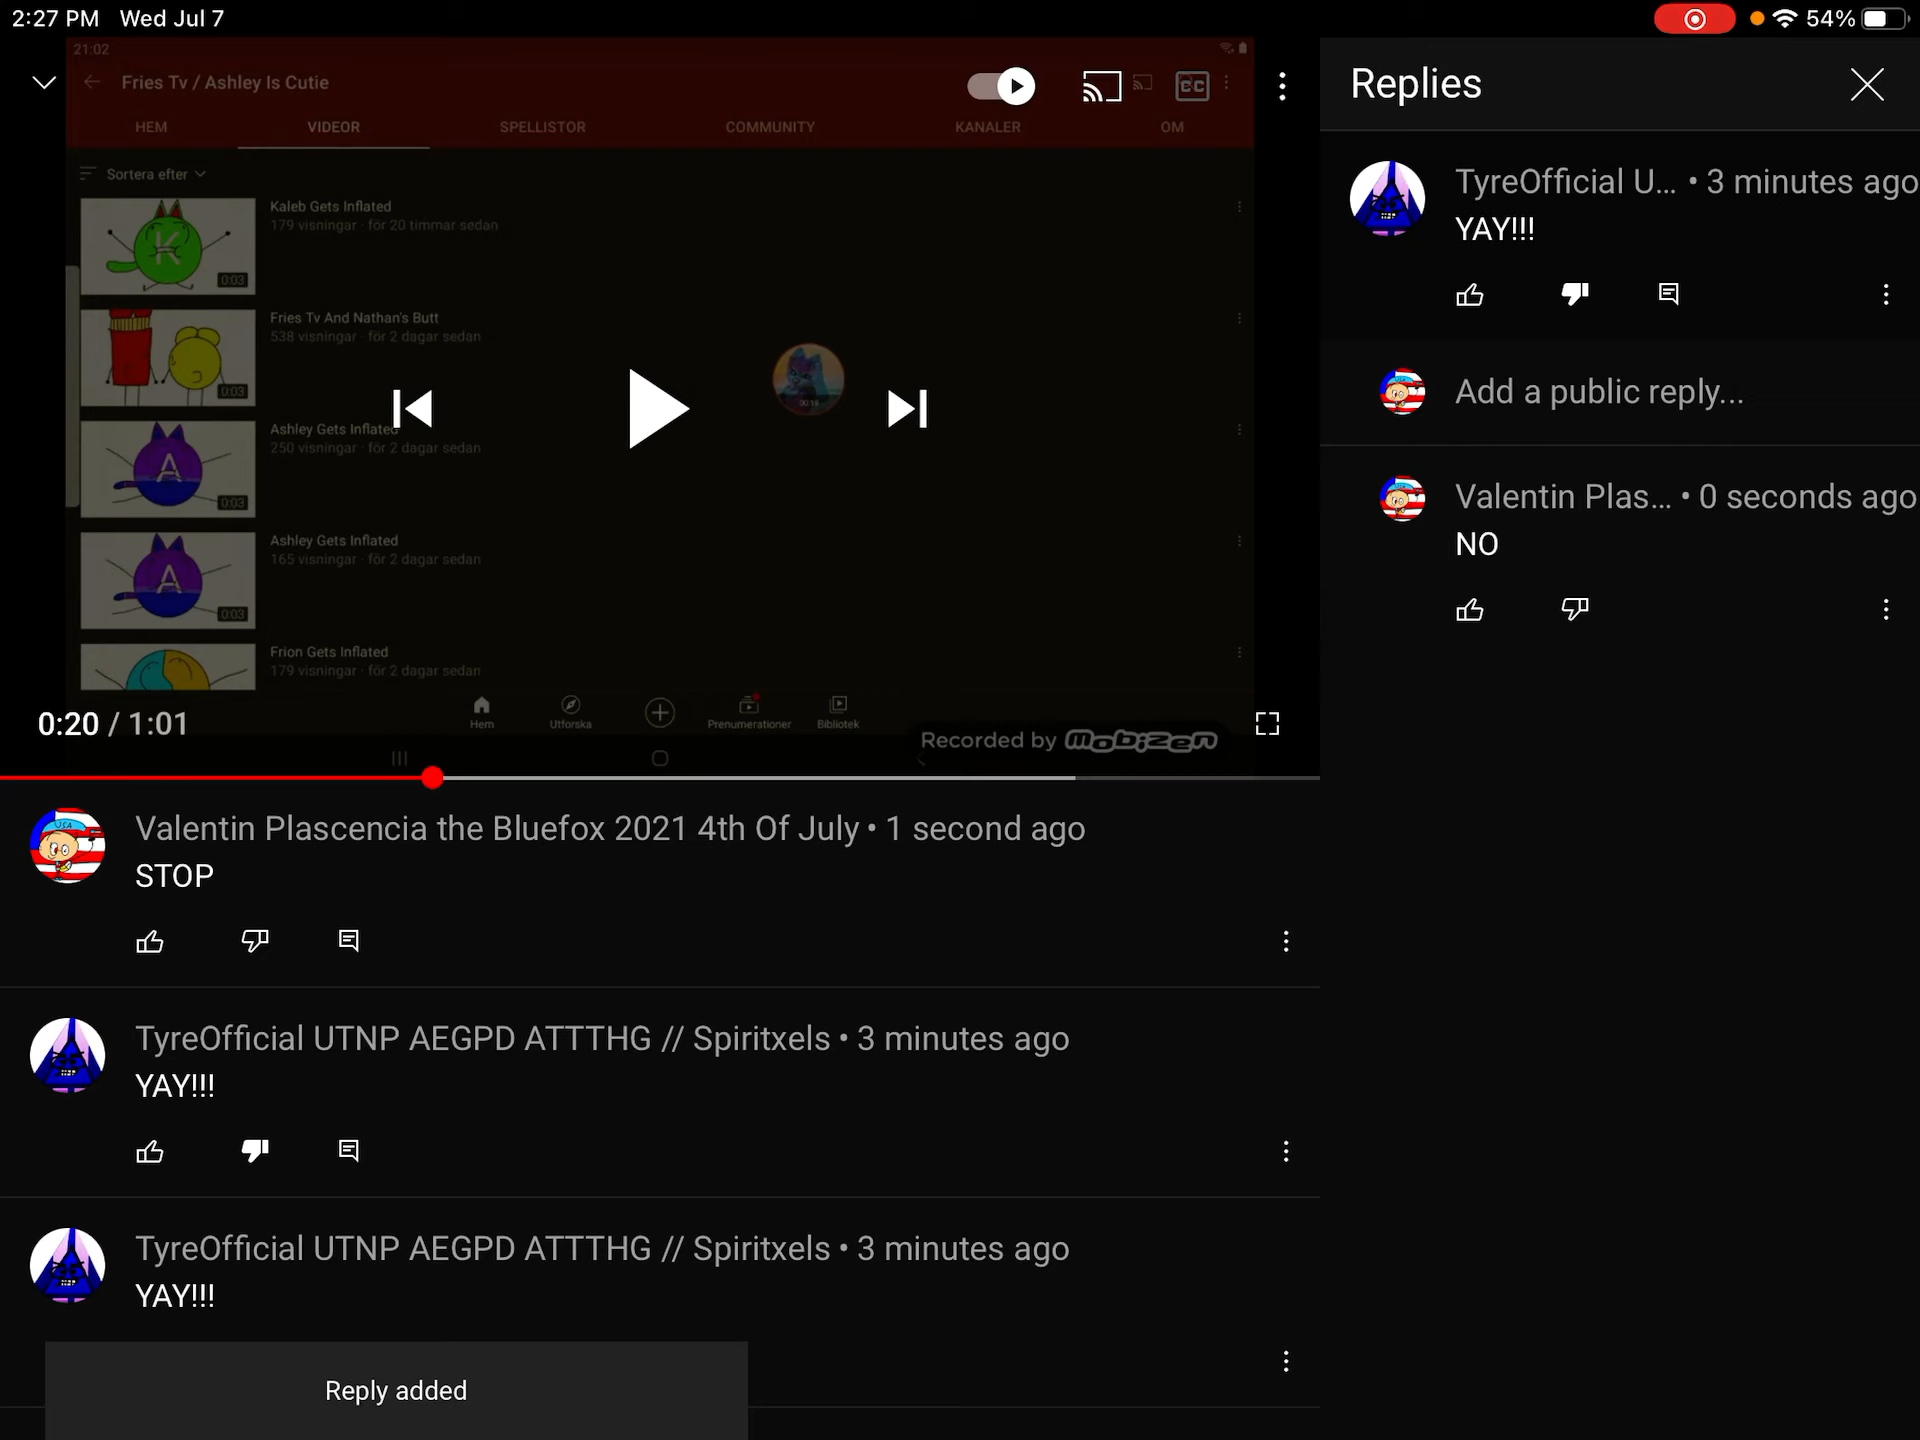 2:27 PM Wed Jul 7
54%
21:02
Fries Tv / Ashley Is Cutie
CC
HEM VIDEOR SPELLISTOR COMMUNITY KANALER OM
Sortera efter
Kaleb Gets Inflated
179 visningar · för 20 timmar sedan
K
0:03
Fries Tv And Nathan's Butt
538 visningar · för 2 dagar sedan
0:03
00:19
Ashley Gets Inflated
250 visningar · för 2 dagar sedan
A
0:03
Ashley Gets Inflated
165 visningar · för 2 dagar sedan
A
0:03
Frion Gets Inflated
179 visningar · för 2 dagar sedan
Hem Utforska Prenumerationer Bibliotek
0:20 / 1:01
Recorded by mobizen
USA
Valentin Plascencia the Bluefox 2021 4th Of July • 1 second ago
STOP
TyreOfficial UTNP AEGPD ATTTHG // Spiritxels • 3 minutes ago
YAY!!!
TyreOfficial UTNP AEGPD ATTTHG // Spiritxels • 3 minutes ago
YAY!!!
Reply added
Replies
TyreOfficial U... • 3 minutes ago
YAY!!!
Add a public reply...
Valentin Plas... • 0 seconds ago
NO